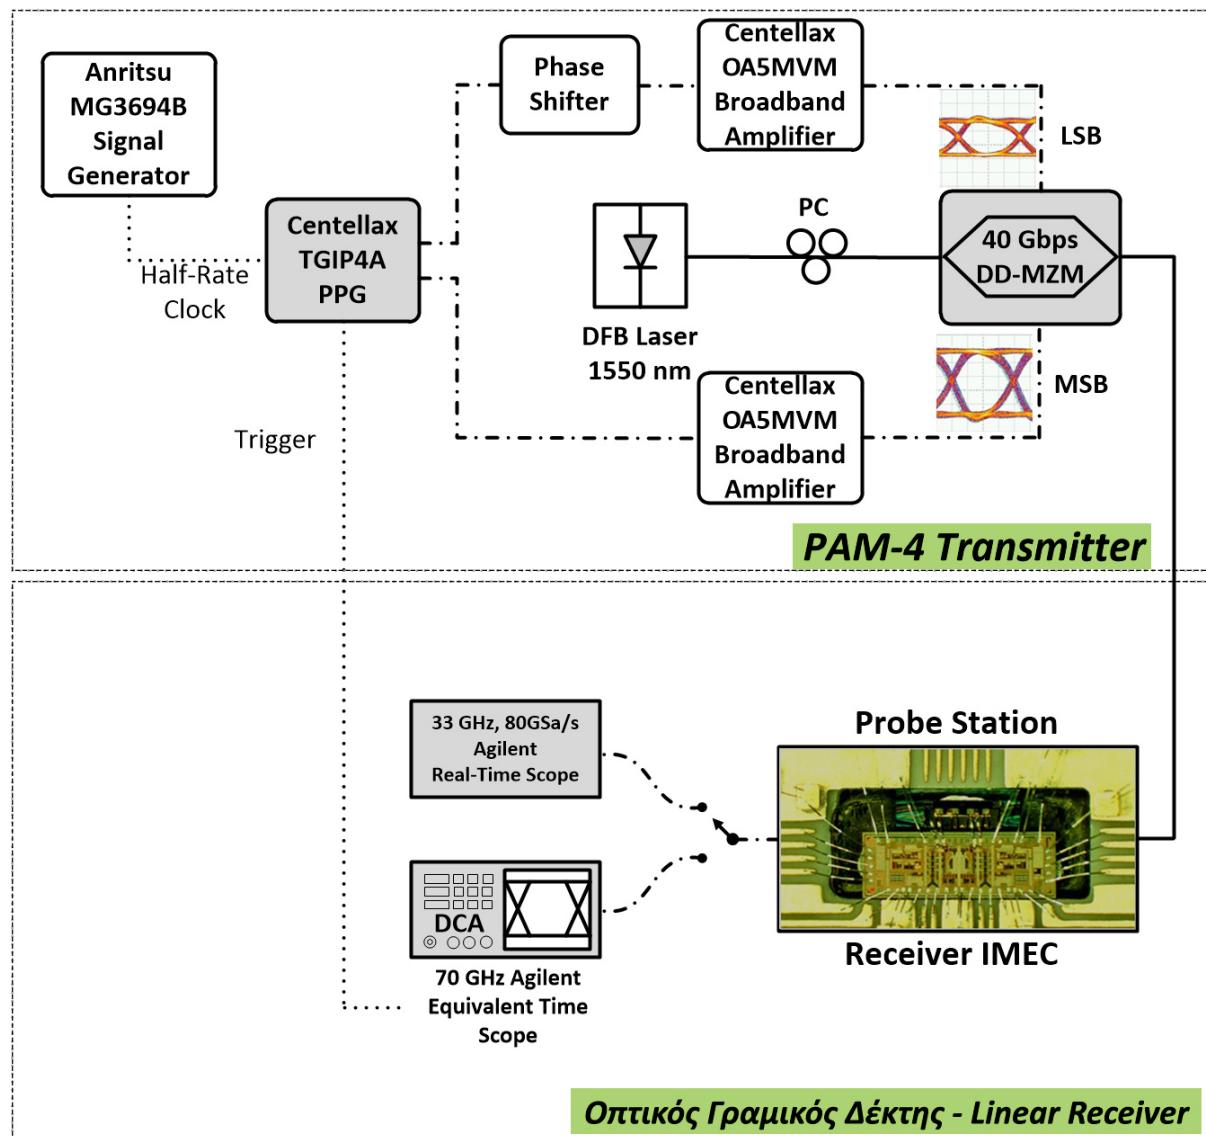 Anritsu
MG3694B
Signal
Generator
Half-Rate
Clock
Centellax
TGIP4A
PPG
Trigger
Phase
Shifter
Centellax
OA5MVM
Broadband
Amplifier
LSB
PC
40 Gbps
DD-MZM
DFB Laser
1550 nm
MSB
Centellax
OA5MVM
Broadband
Amplifier
PAM-4 Transmitter
33 GHz, 80GSa/s
Agilent
Real-Time Scope
DCA
70 GHz Agilent
Equivalent Time
Scope
Probe Station
Receiver IMEC
Οπτικός Γραμικός Δέκτης - Linear Receiver